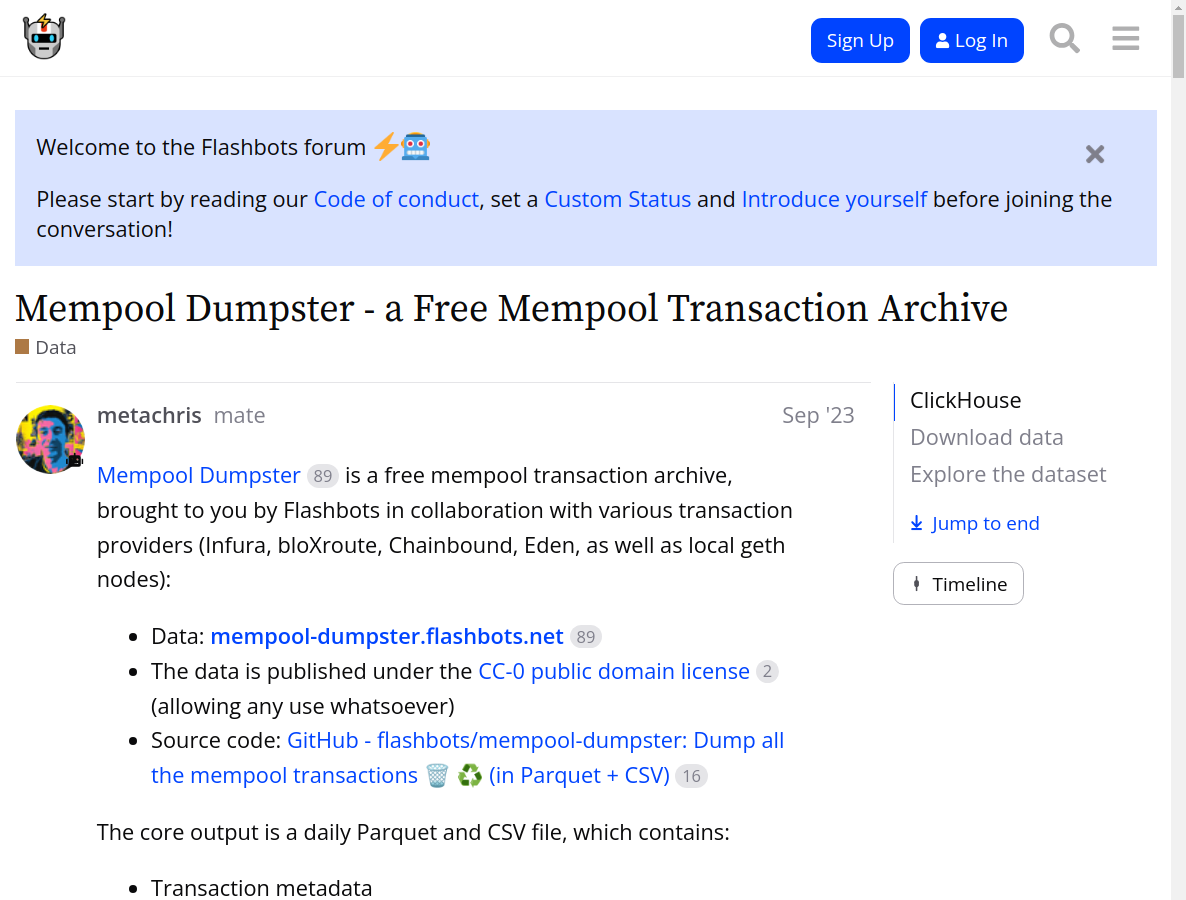 Sign Up
Log In
Welcome to the Flashbots forum ⚡🤖
Please start by reading our Code of conduct, set a Custom Status and Introduce yourself before joining the
conversation!
Mempool Dumpster - a Free Mempool Transaction Archive
Data
metachris mate
Sep '23
Mempool Dumpster 89 is a free mempool transaction archive,
brought to you by Flashbots in collaboration with various transaction
providers (Infura, bloXroute, Chainbound, Eden, as well as local geth
nodes):
• Data: mempool-dumpster.flashbots.net 89
• The data is published under the CC-0 public domain license 2
(allowing any use whatsoever)
• Source code: GitHub - flashbots/mempool-dumpster: Dump all
the mempool transactions 🗑️ ♻️ (in Parquet + CSV) 16
The core output is a daily Parquet and CSV file, which contains:
• Transaction metadata
ClickHouse
Download data
Explore the dataset
Jump to end
Timeline